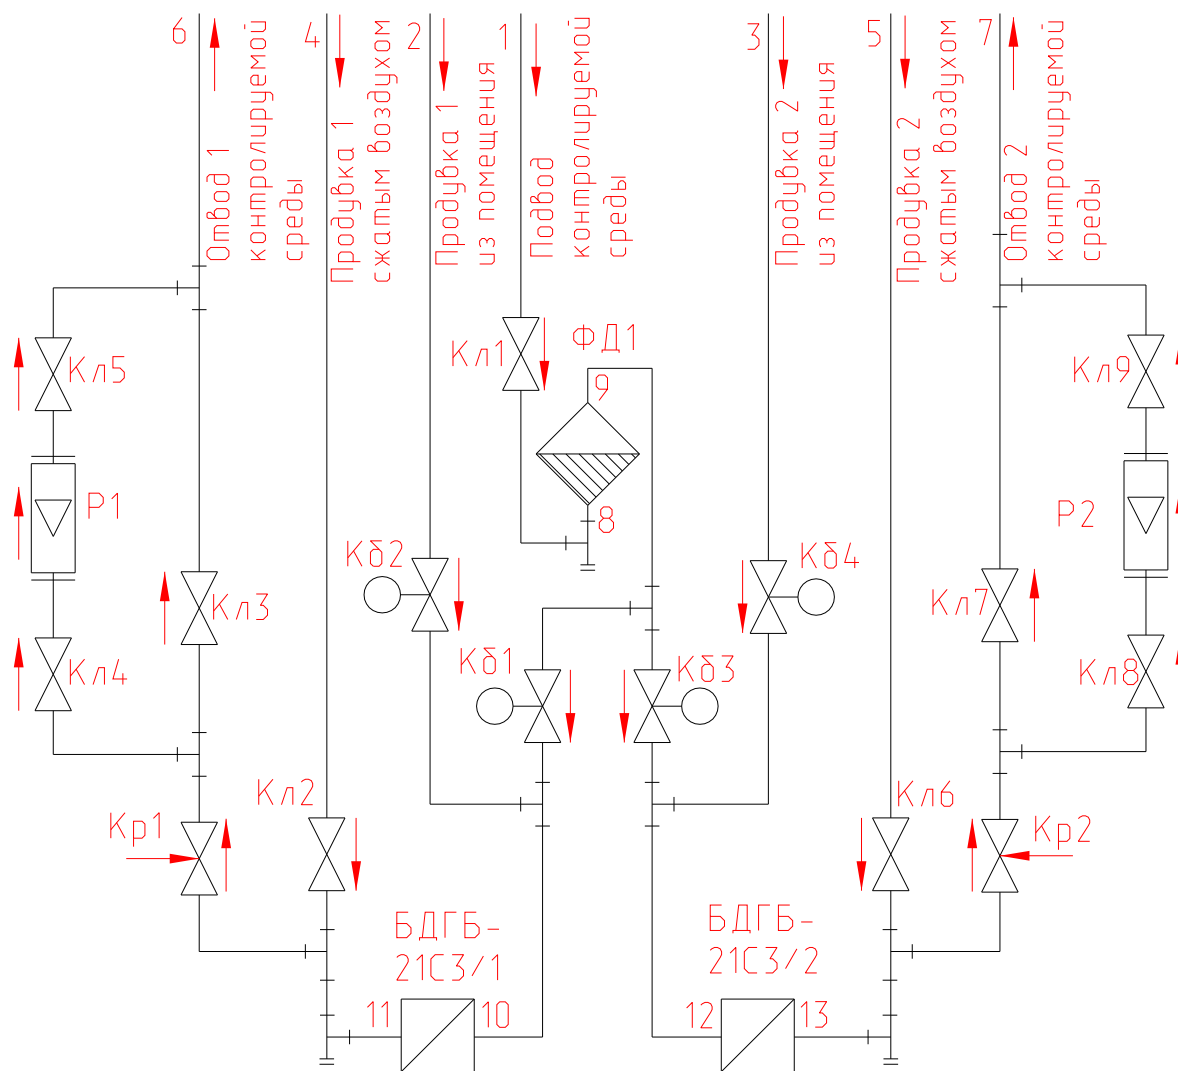 6
Отвод 1
контролируемой
среды
4
Продувка 1
сжатым воздухом
2
Продувка 1
из помещения
1
Подвод
контролируемой
среды
3
Продувка 2
из помещения
5
Продувка 2
сжатым воздухом
7
Отвод 2
контролируемой
среды
Кл1
ФД1
9
8
Кл5
Кл9
Р1
Р2
Кб2
Кб4
Кл3
Кл7
Кл4
Кб1
Кб3
Кл8
Кр1
Кл2
Кл6
Кр2
БДГБ-
21С3/1
БДГБ-
21С3/2
11
10
12
13